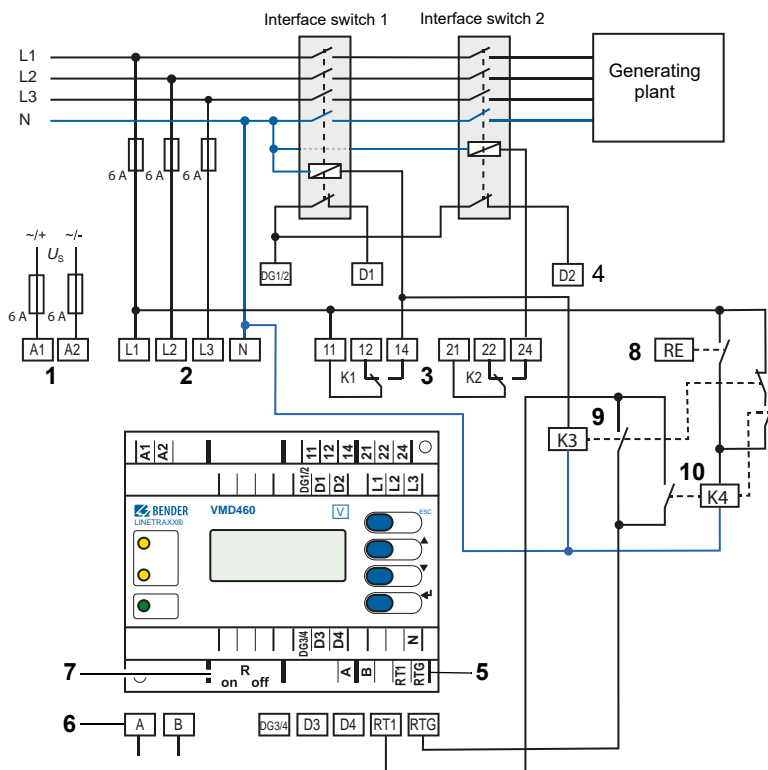 Interface switch 1 Interface switch 2
L1
L2
L3
N
Generating
plant
6 A 6 A 6 A
~/+ ~/-
Us
DG1/2 D1 D2 4
6 A 6 A
A1 A2 L1 L2 L3 N 11 12 14 21 22 24
1 2 K1 3 K2
8 RE
9
K3
10
K4
A1 A2 11 12 14 21 22 24
DG1/2 D1 D2 L1 L2 L3
BENDER VMD460 V ESC
LINETRAXX®
DG3/4 D3 D4 N
7 R A B RT1 RTG 5
on off
6 A B DG3/4 D3 D4 RT1 RTG